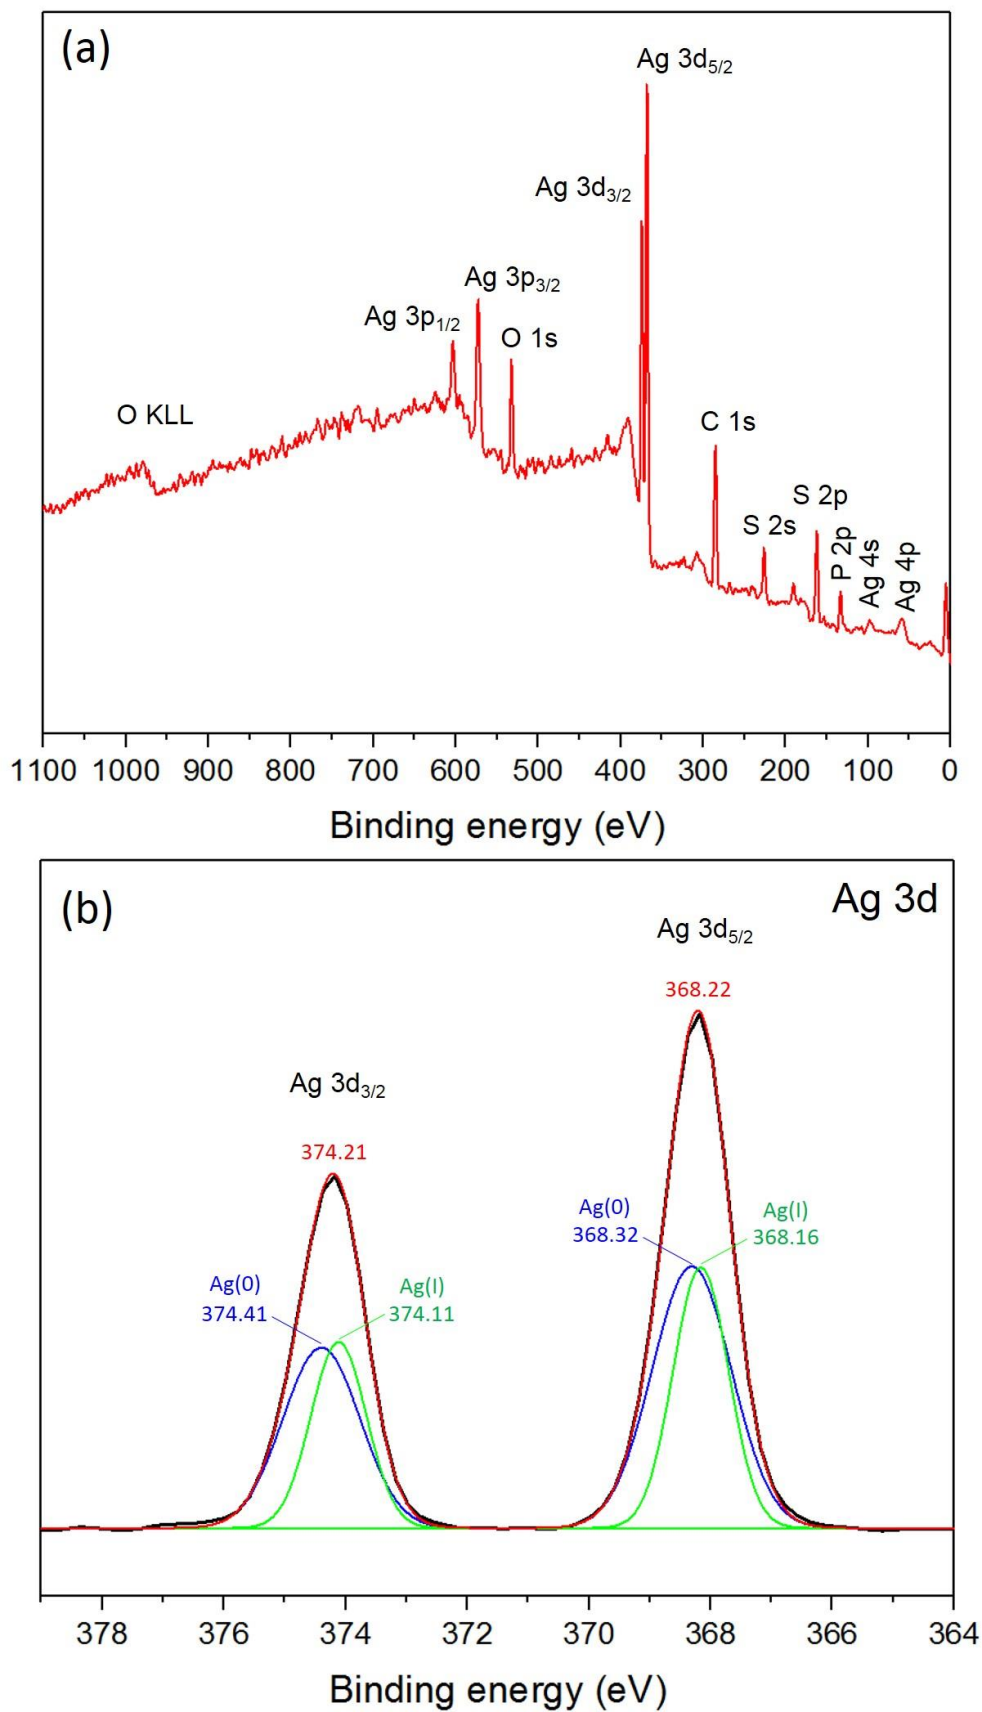 (a)
Ag 3d5/2
Ag 3d3/2
Ag 3p3/2
Ag 3p1/2
O 1s
O KLL
C 1s
S 2p
S 2s
P 2p
Ag 4s
Ag 4p
1100 1000 900 800 700 600 500 400 300 200 100 0
Binding energy (eV)
(b)
Ag 3d
Ag 3d5/2
368.22
Ag 3d3/2
374.21
Ag(0)
368.32
Ag(I)
368.16
Ag(0)
374.41
Ag(I)
374.11
378 376 374 372 370 368 366 364
Binding energy (eV)